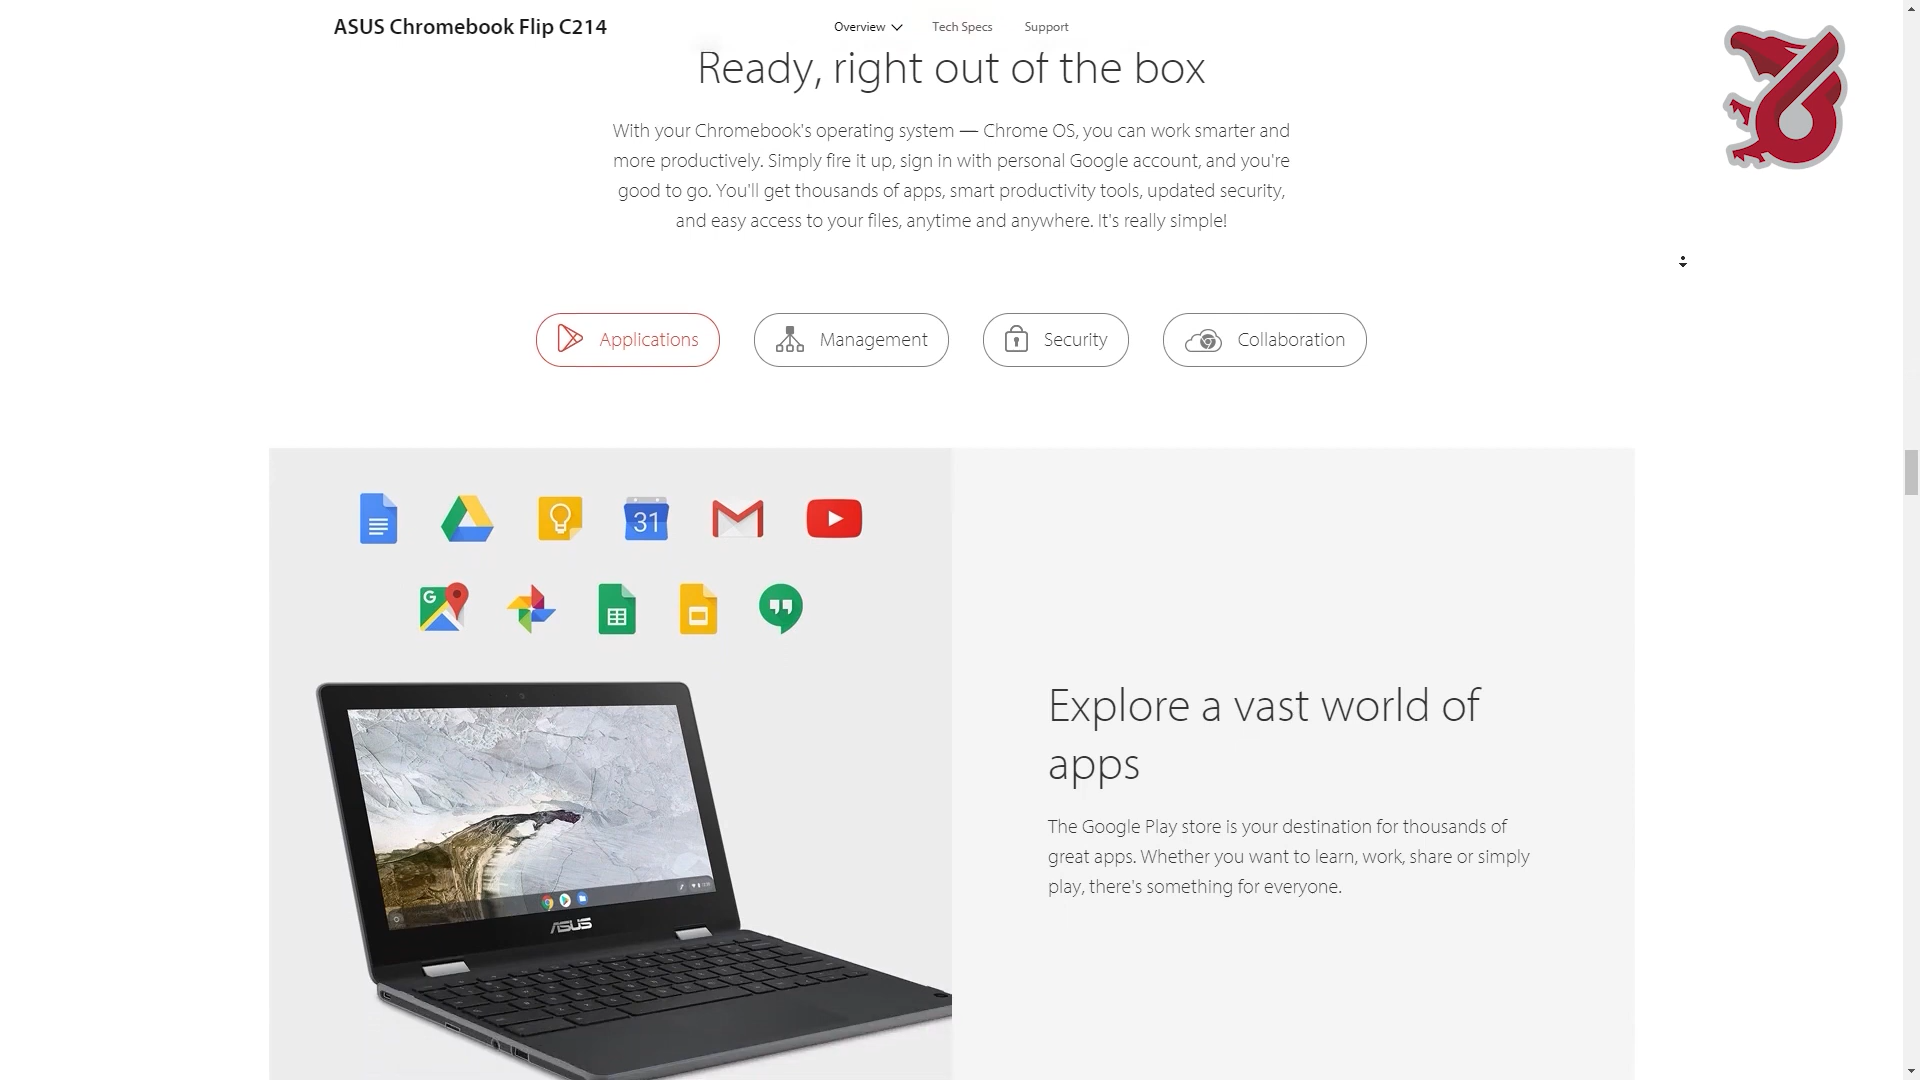 ASUS Chromebook Flip C214
Overview
Tech Specs
Support
Ready, right out of the box
With your Chromebook's operating system — Chrome OS, you can work smarter and
more productively. Simply fire it up, sign in with personal Google account, and you're
good to go. You'll get thousands of apps, smart productivity tools, updated security,
and easy access to your files, anytime and anywhere. It's really simple!
Applications
Management
Security
Collaboration
31
G
Explore a vast world of
apps
The Google Play store is your destination for thousands of
great apps. Whether you want to learn, work, share or simply
play, there's something for everyone.
ASUS